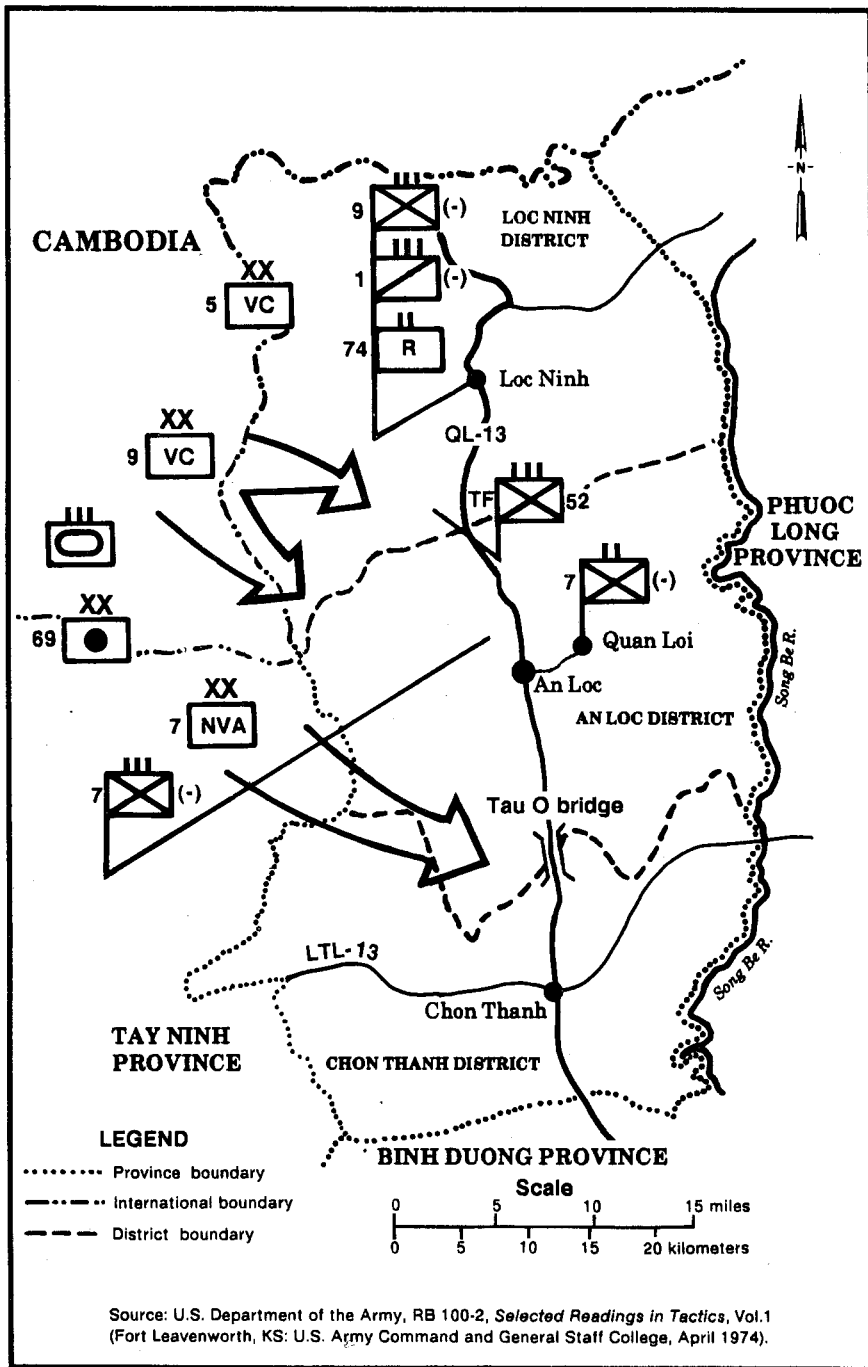 -N-
9 (-)
LOC NINH
DISTRICT
CAMBODIA
XX
5 VC
1 (-)
74 R
Loc Ninh
XX
9 VC
QL-13
TF 52
PHUOC
LONG
PROVINCE
7 (-)
XX
69
Quan Loi
An Loc
Song Be R.
XX
7 NVA
AN LOC DISTRICT
7 (-)
Tau O bridge
LTL-13
Chon Thanh
Song Be R.
TAY NINH
PROVINCE
CHON THANH DISTRICT
LEGEND
Province boundary
International boundary
District boundary
BINH DUONG PROVINCE
Scale
0 5 10 15 miles
0 5 10 15 20 kilometers
Source: U.S. Department of the Army, RB 100-2, Selected Readings in Tactics, Vol.1
(Fort Leavenworth, KS: U.S. Army Command and General Staff College, April 1974).